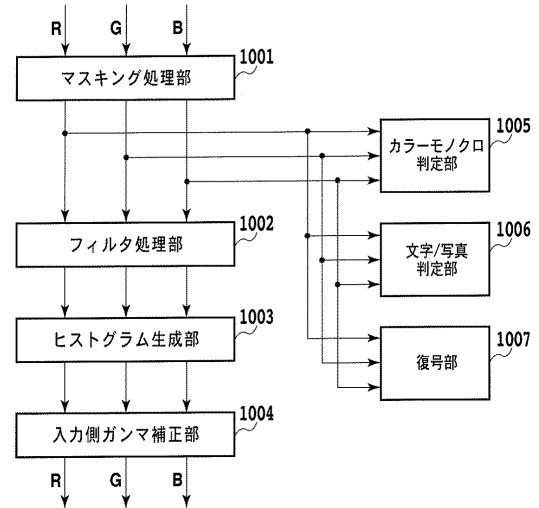 R G B
1001
マスキング処理部
1005
カラーモノクロ
判定部
1002
フィルタ処理部
1006
文字/写真
判定部
1003
ヒストグラム生成部
1007
復号部
1004
入力側ガンマ補正部
R G B